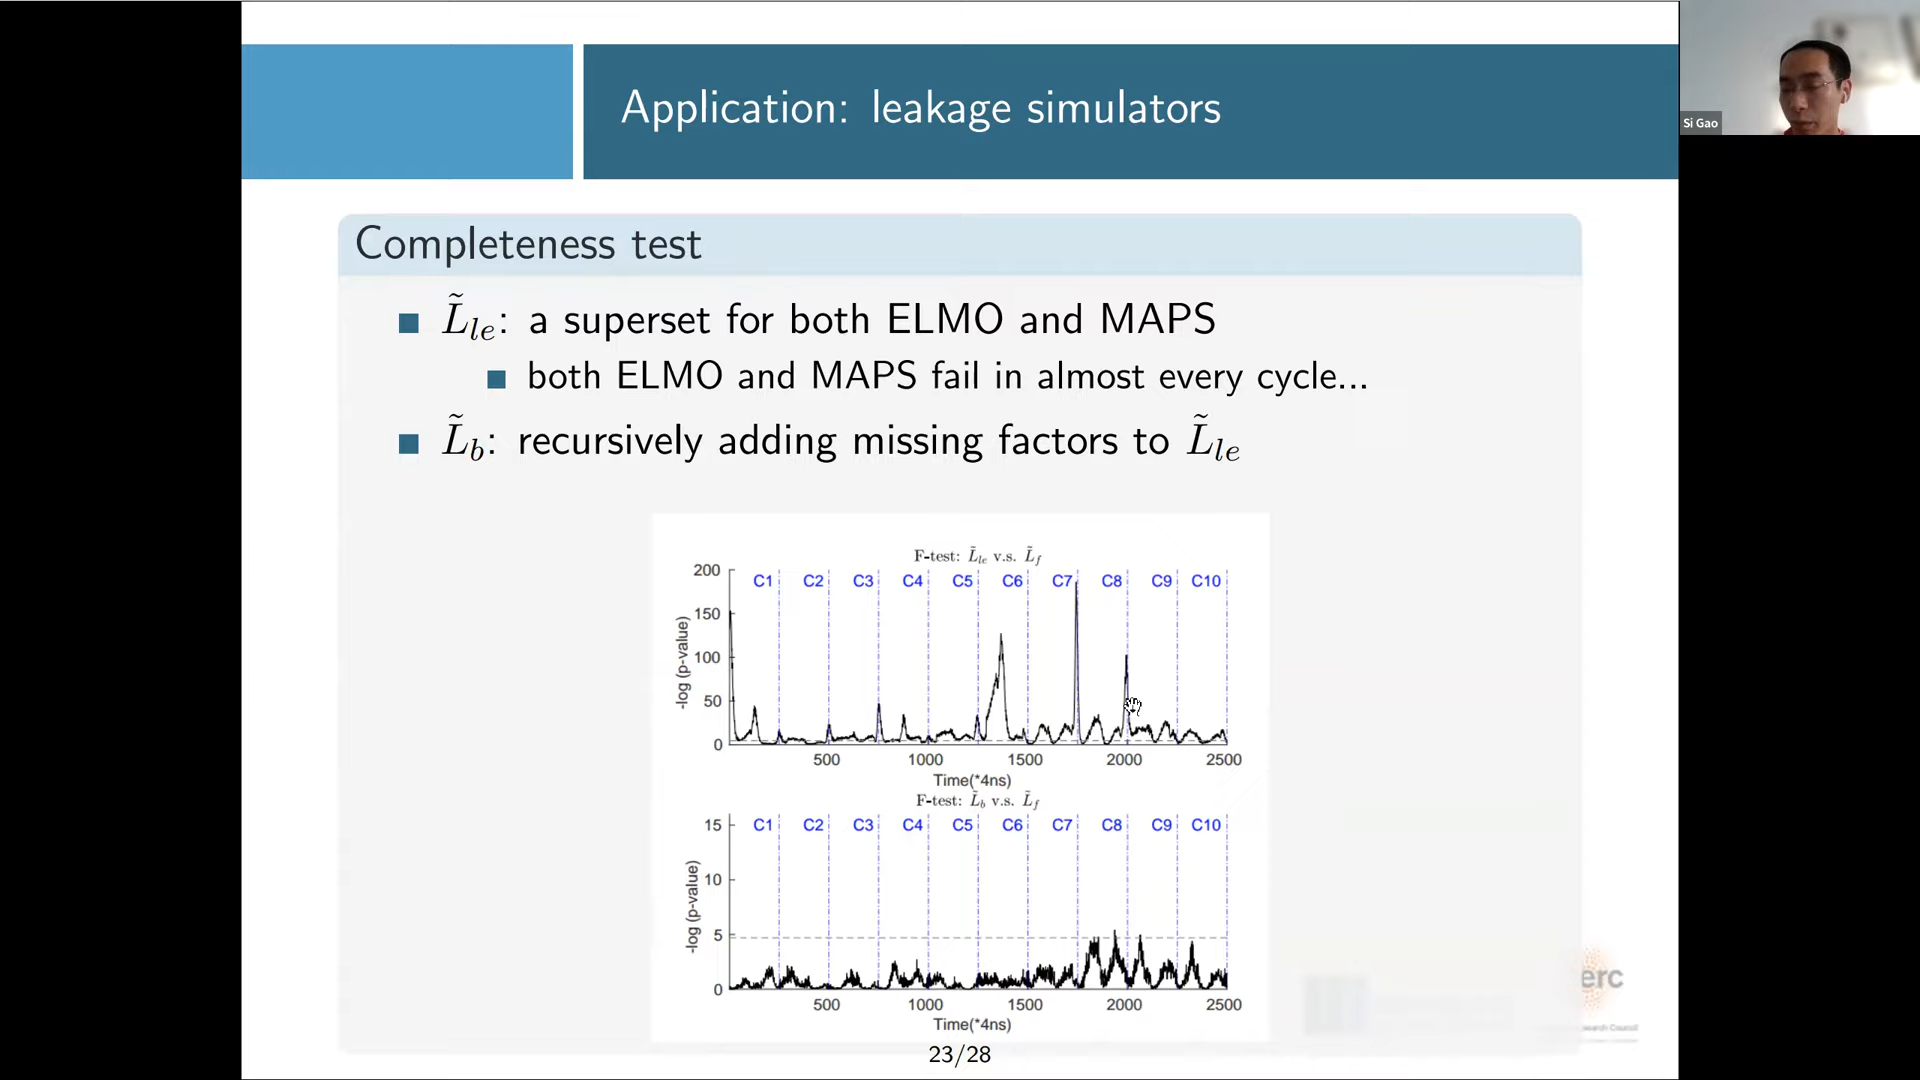 Application: leakage simulators
Si Gao
Completeness test
L̃le: a superset for both ELMO and MAPS
both ELMO and MAPS fail in almost every cycle...
L̃b: recursively adding missing factors to L̃le
F-test: L̃le v.s. L̃f
200
150
100
50
0
-log (p-value)
C1 C2 C3 C4 C5 C6 C7 C8 C9 C10
500 1000 1500 2000 2500
Time(*4ns)
F-test: L̃b v.s. L̃f
15
10
5
0
-log (p-value)
C1 C2 C3 C4 C5 C6 C7 C8 C9 C10
500 1000 1500 2000 2500
Time(*4ns)
erc
23/28